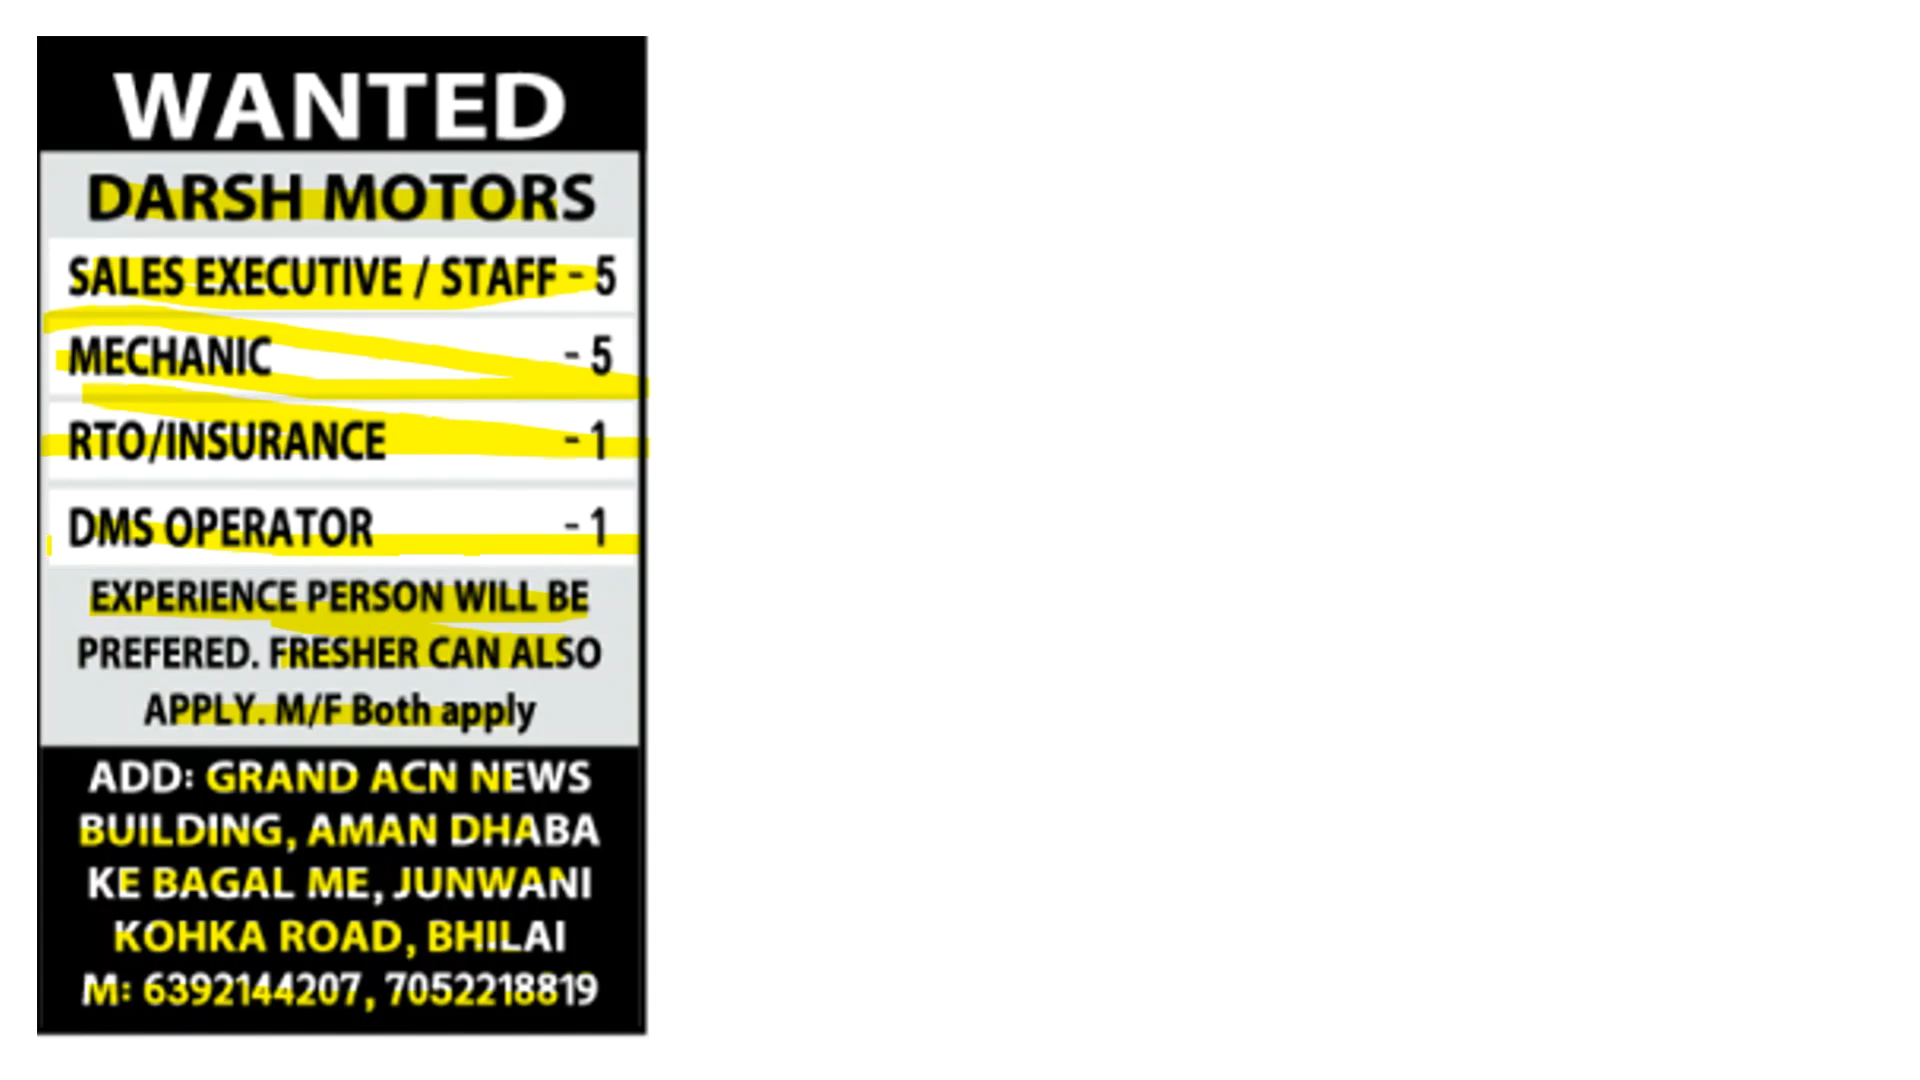 WANTED
DARSH MOTORS
SALES EXECUTIVE / STAFF - 5
MECHANIC - 5
RTO/INSURANCE - 1
DMS OPERATOR - 1
EXPERIENCE PERSON WILL BE
PREFERED. FRESHER CAN ALSO
APPLY. M/F Both apply
ADD: GRAND ACN NEWS
BUILDING, AMAN DHABA
KE BAGAL ME, JUNWANI
KOHKA ROAD, BHILAI
M: 6392144207, 7052218819